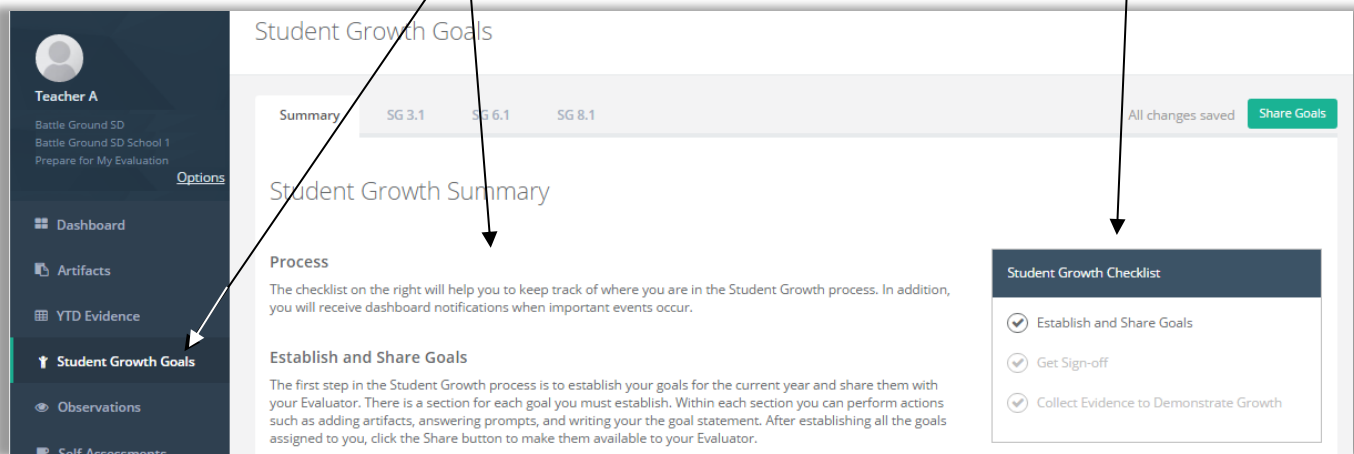 Student Growth Goals
Teacher A
Battle Ground SD
Battle Ground SD School 1
Prepare for My Evaluation
Options
Dashboard
Artifacts
YTD Evidence
Student Growth Goals
Observations
Self Assessments
Summary SG 3.1 SG 6.1 SG 8.1 All changes saved Share Goals
Student Growth Summary
Process
The checklist on the right will help you to keep track of where you are in the Student Growth process. In addition,
you will receive dashboard notifications when important events occur.
Establish and Share Goals
The first step in the Student Growth process is to establish your goals for the current year and share them with
your Evaluator. There is a section for each goal you must establish. Within each section you can perform actions
such as adding artifacts, answering prompts, and writing your the goal statement. After establishing all the goals
assigned to you, click the Share button to make them available to your Evaluator.
Student Growth Checklist
Establish and Share Goals
Get Sign-off
Collect Evidence to Demonstrate Growth